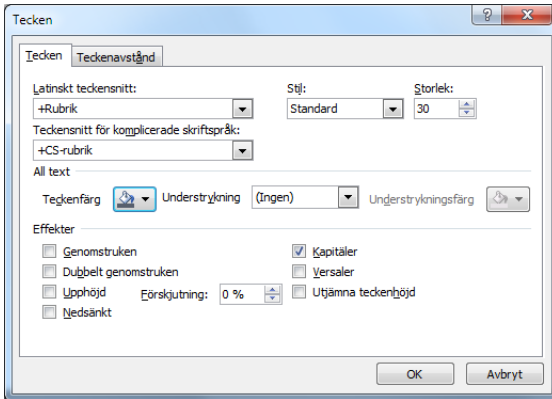 Tecken
Tecken Teckenavstånd
Latinskt teckensnitt: Stil: Storlek:
+Rubrik Standard 30
Teckensnitt för komplicerade skriftspråk:
+CS-rubrik
All text
Teckenfärg Understrykning (Ingen) Understrykningsfärg
Effekter
Genomstruken Kapitäler
Dubbelt genomstruken Versaler
Upphöjd Förskjutning: 0 % Utjämna teckenhöjd
Nedsänkt
OK Avbryt